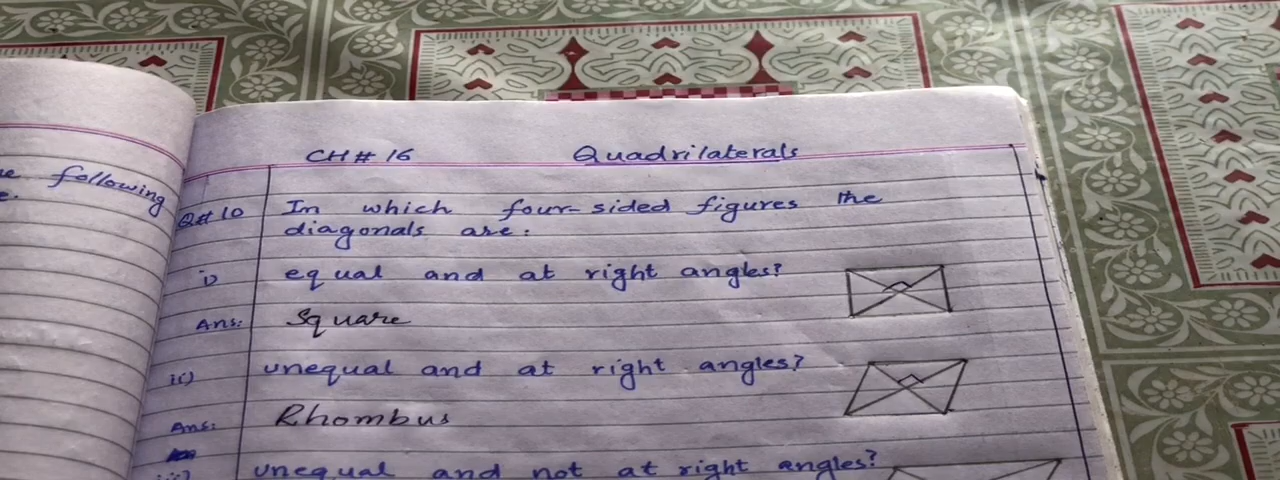 CH# 16 Quadrilaterals
following
e.
Q#10 In which four-sided figures the
diagonals are:
i) equal and at right angles?
Ans: Square
ii) unequal and at right angles?
Ans: Rhombus
unequal and not at right angles?